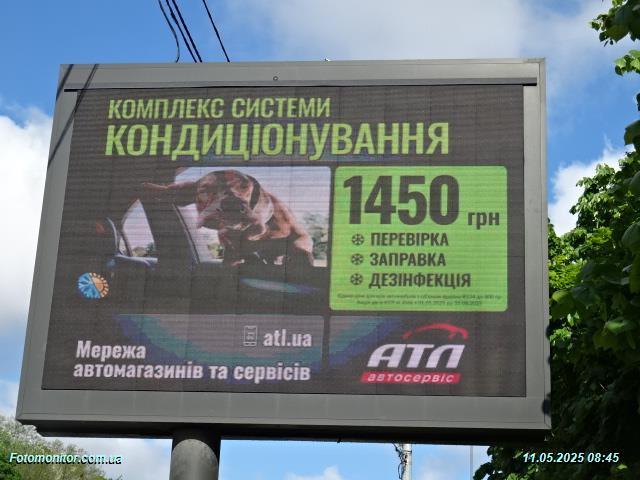 КОМПЛЕКС СИСТЕМИ
КОНДИЦІОНУВАННЯ
1450 грн
ПЕРЕВІРКА
ЗАПРАВКА
ДЕЗІНФЕКЦІЯ
atl.ua
Мережа
автомагазинів та сервісів
АТЛ
автосервіс
Fotomonitor.com.ua
11.05.2025 08:45